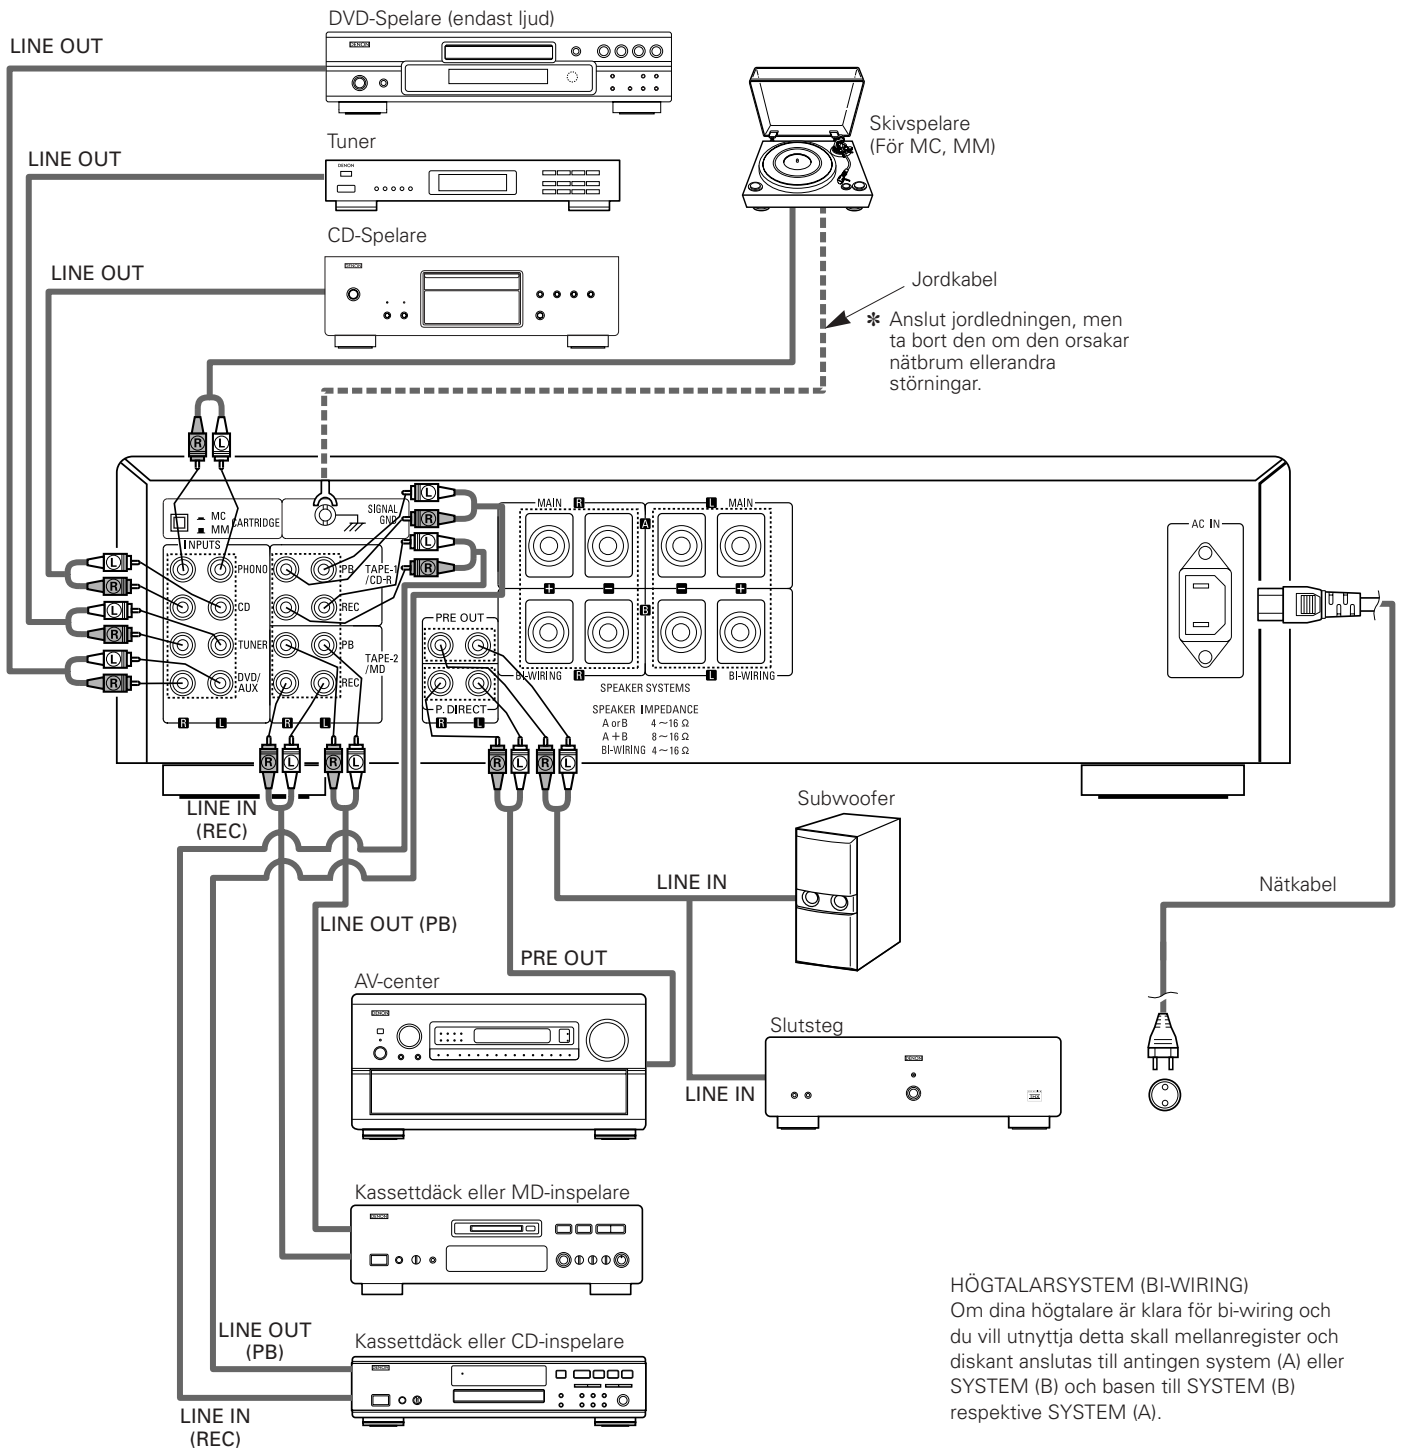 DVD-Spelare (endast ljud)
LINE OUT
DENON
Tuner
LINE OUT
DENON
Skivspelare
(För MC, MM)
CD-Spelare
LINE OUT
DENON
Jordkabel
✻ Anslut jordledningen, men
ta bort den om den orsakar
nätbrum ellerandra
störningar.
R L
MC
MM
CARTRIDGE
SIGNAL
GND
L
R
L
R
MAIN R
L MAIN
A
AC IN
INPUTS
L
R
L
R
L
R
PHONO
CD
TUNER
DVD/
AUX
R L
PB
TAPE-1
/CD-R
REC
PB
TAPE-2
/MD
REC
R L
+ − − +
B
PRE OUT
P.DIRECT
R L
BI-WIRING R
L BI-WIRING
SPEAKER SYSTEMS
SPEAKER IMPEDANCE
A or B 4～16 Ω
A + B 8～16 Ω
BI-WIRING 4～16 Ω
R L R L
R L R L
LINE IN
(REC)
Subwoofer
LINE IN
Nätkabel
LINE OUT (PB)
PRE OUT
AV-center
DENON
Slutsteg
DENON
LINE IN
Kassettdäck eller MD-inspelare
DENON
LINE OUT
(PB)
Kassettdäck eller CD-inspelare
DENON
LINE IN
(REC)
HÖGTALARSYSTEM (BI-WIRING)
Om dina högtalare är klara för bi-wiring och
du vill utnyttja detta skall mellanregister och
diskant anslutas till antingen system (A) eller
SYSTEM (B) och basen till SYSTEM (B)
respektive SYSTEM (A).